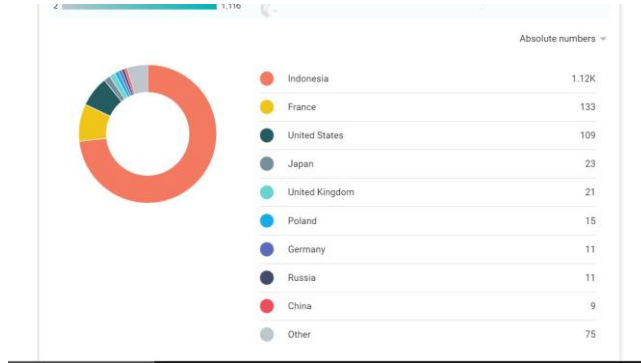 2 1,116
Absolute numbers
Indonesia 1.12K
France 133
United States 109
Japan 23
United Kingdom 21
Poland 15
Germany 11
Russia 11
China 9
Other 75